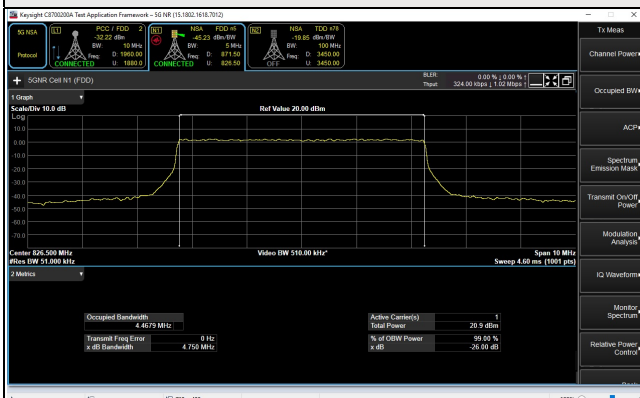 Keysight C8700200A Test Application Framework - 5G NR (15.1802.1618.7012)
5G NSA
Protocol
L1 PCC / FDD 2
-32.22 dBm
BW: 10 MHz
Freq: D: 1960.00
CONNECTED U: 1880.0
N1 NSA FDD n5
-45.23 dBm/BW
BW: 5 MHz
Freq: D: 871.50
CONNECTED U: 826.50
N2 NSA TDD n78
-19.85 dBm/BW
BW: 100 MHz
Freq: D: 3450.00
OFF U: 3450.00
Tx Meas
Channel Power
Occupied BW
ACP
Spectrum
Emission Mask
Transmit On/Off
Power
Modulation
Analysis
IQ Waveform
Monitor
Spectrum
Relative Power
Control
5GNR Cell N1 (FDD)
BLER: 0.00 % ↓ 0.00 % ↑
Thput: 324.00 kbps ↓ 1.02 Mbps ↑
1 Graph
Scale/Div 10.0 dB
Ref Value 20.00 dBm
Log
10.0
0.00
-10.0
-20.0
-30.0
-40.0
-50.0
-60.0
-70.0
Center 826.500 MHz
Video BW 510.00 kHz*
Span 10 MHz
#Res BW 51.000 kHz
Sweep 4.60 ms (1001 pts)
2 Metrics
Occupied Bandwidth
4.4679 MHz
Transmit Freq Error 0 Hz
x dB Bandwidth 4.750 MHz
Active Carrier(s) 1
Total Power 20.9 dBm
% of OBW Power 99.00 %
x dB -26.00 dB